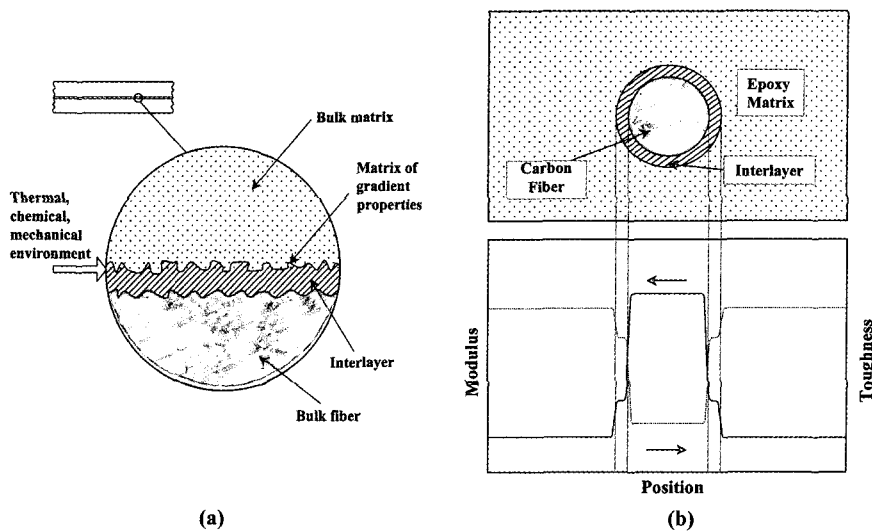 Bulk matrix
Matrix of
gradient
properties
Thermal,
chemical,
mechanical
environment
Interlayer
Bulk fiber
(a)
Epoxy
Matrix
Carbon
Fiber
Interlayer
Modulus
Toughness
Position
(b)